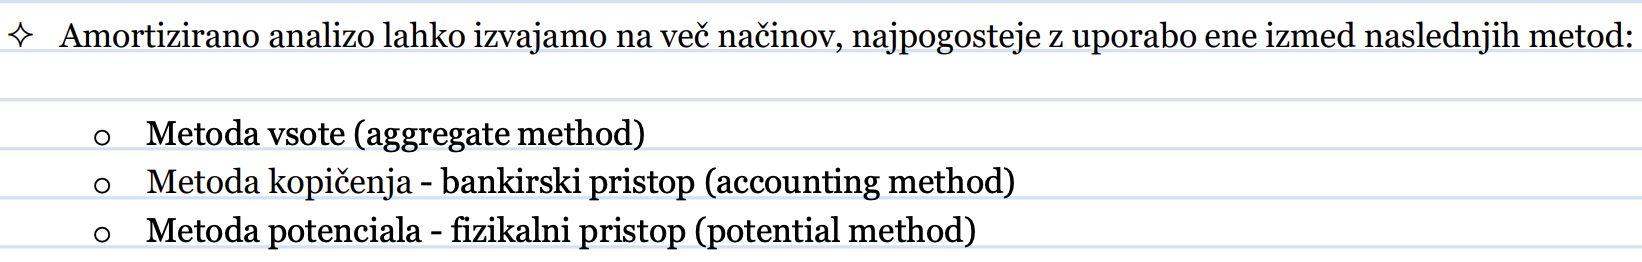 ✧ Amortizirano analizo lahko izvajamo na več načinov, najpogosteje z uporabo ene izmed naslednjih metod:
o Metoda vsote (aggregate method)
o Metoda kopičenja - bankirski pristop (accounting method)
o Metoda potenciala - fizikalni pristop (potential method)